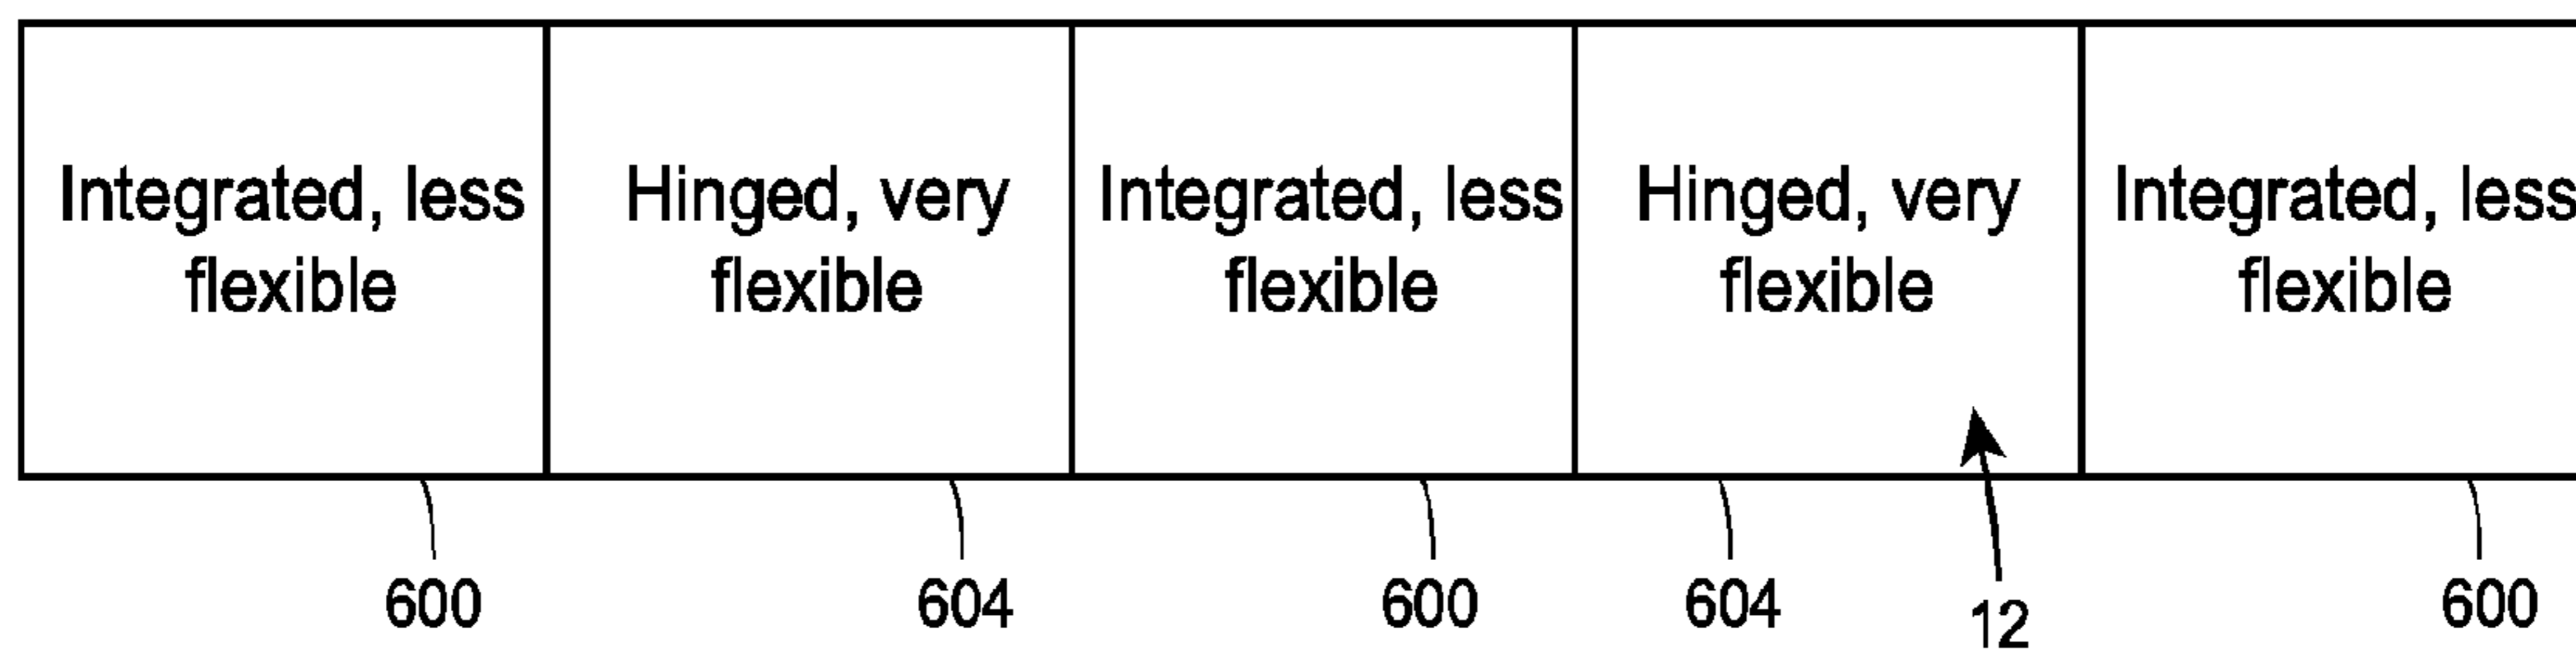 Integrated, less
flexible
Hinged, very
flexible
Integrated, less
flexible
Hinged, very
flexible
Integrated, less
flexible
600
604
600
604
12
600